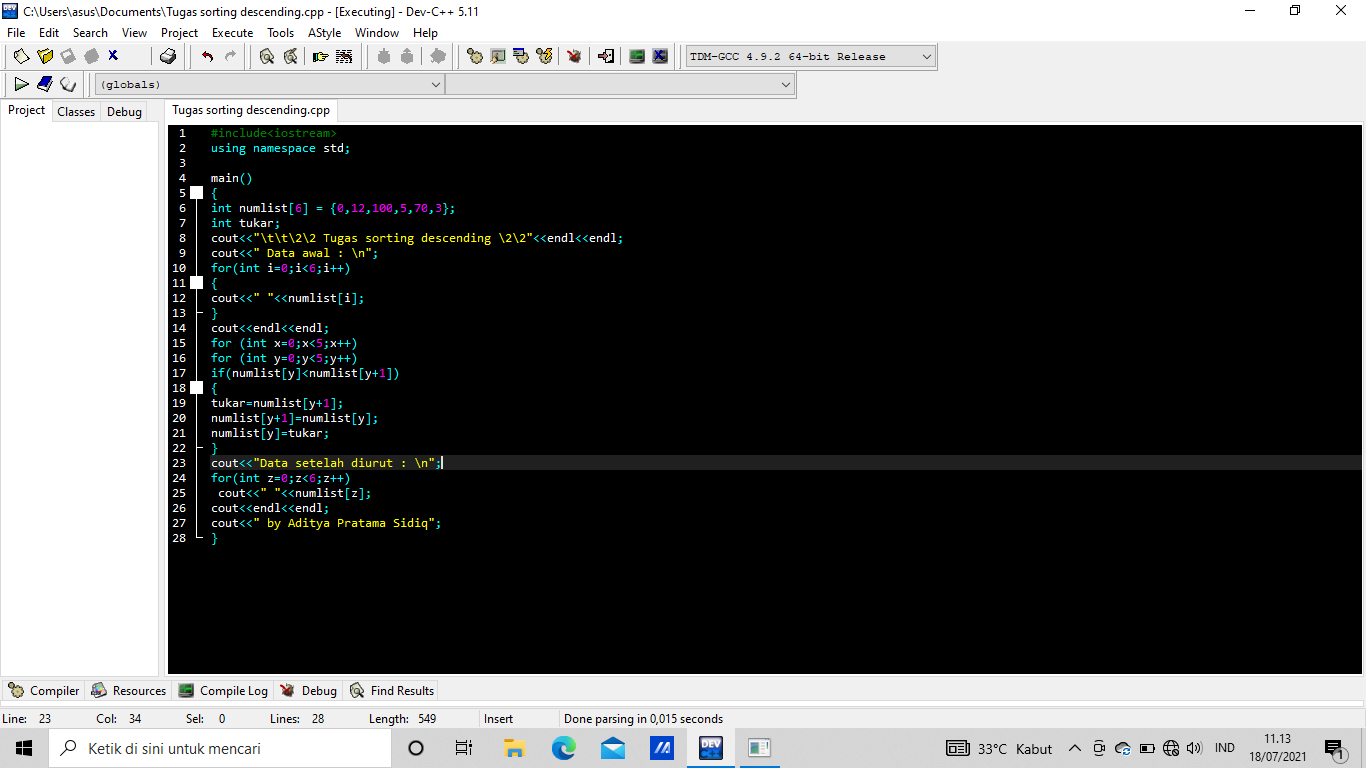 C:\Users\asus\Documents\Tugas sorting descending.cpp - [Executing] - Dev-C++ 5.11
File Edit Search View Project Execute Tools AStyle Window Help
TDM-GCC 4.9.2 64-bit Release
(globals)
Project Classes Debug
Tugas sorting descending.cpp
1 #include<iostream>
2 using namespace std;
3
4 main()
5 {
6 int numlist[6] = {0,12,100,5,70,3};
7 int tukar;
8 cout<<"\t\t\2\2 Tugas sorting descending \2\2"<<endl<<endl;
9 cout<<" Data awal : \n";
10 for(int i=0;i<6;i++)
11 {
12 cout<<" "<<numlist[i];
13 }
14 cout<<endl<<endl;
15 for (int x=0;x<5;x++)
16 for (int y=0;y<5;y++)
17 if(numlist[y]<numlist[y+1])
18 {
19 tukar=numlist[y+1];
20 numlist[y+1]=numlist[y];
21 numlist[y]=tukar;
22 }
23 cout<<"Data setelah diurut : \n";
24 for(int z=0;z<6;z++)
25  cout<<" "<<numlist[z];
26 cout<<endl<<endl;
27 cout<<" by Aditya Pratama Sidiq";
28 }
Compiler Resources Compile Log Debug Find Results
Line: 23 Col: 34 Sel: 0 Lines: 28 Length: 549 Insert Done parsing in 0,015 seconds
Ketik di sini untuk mencari
DEV
33°C Kabut
IND
11.13
18/07/2021
1